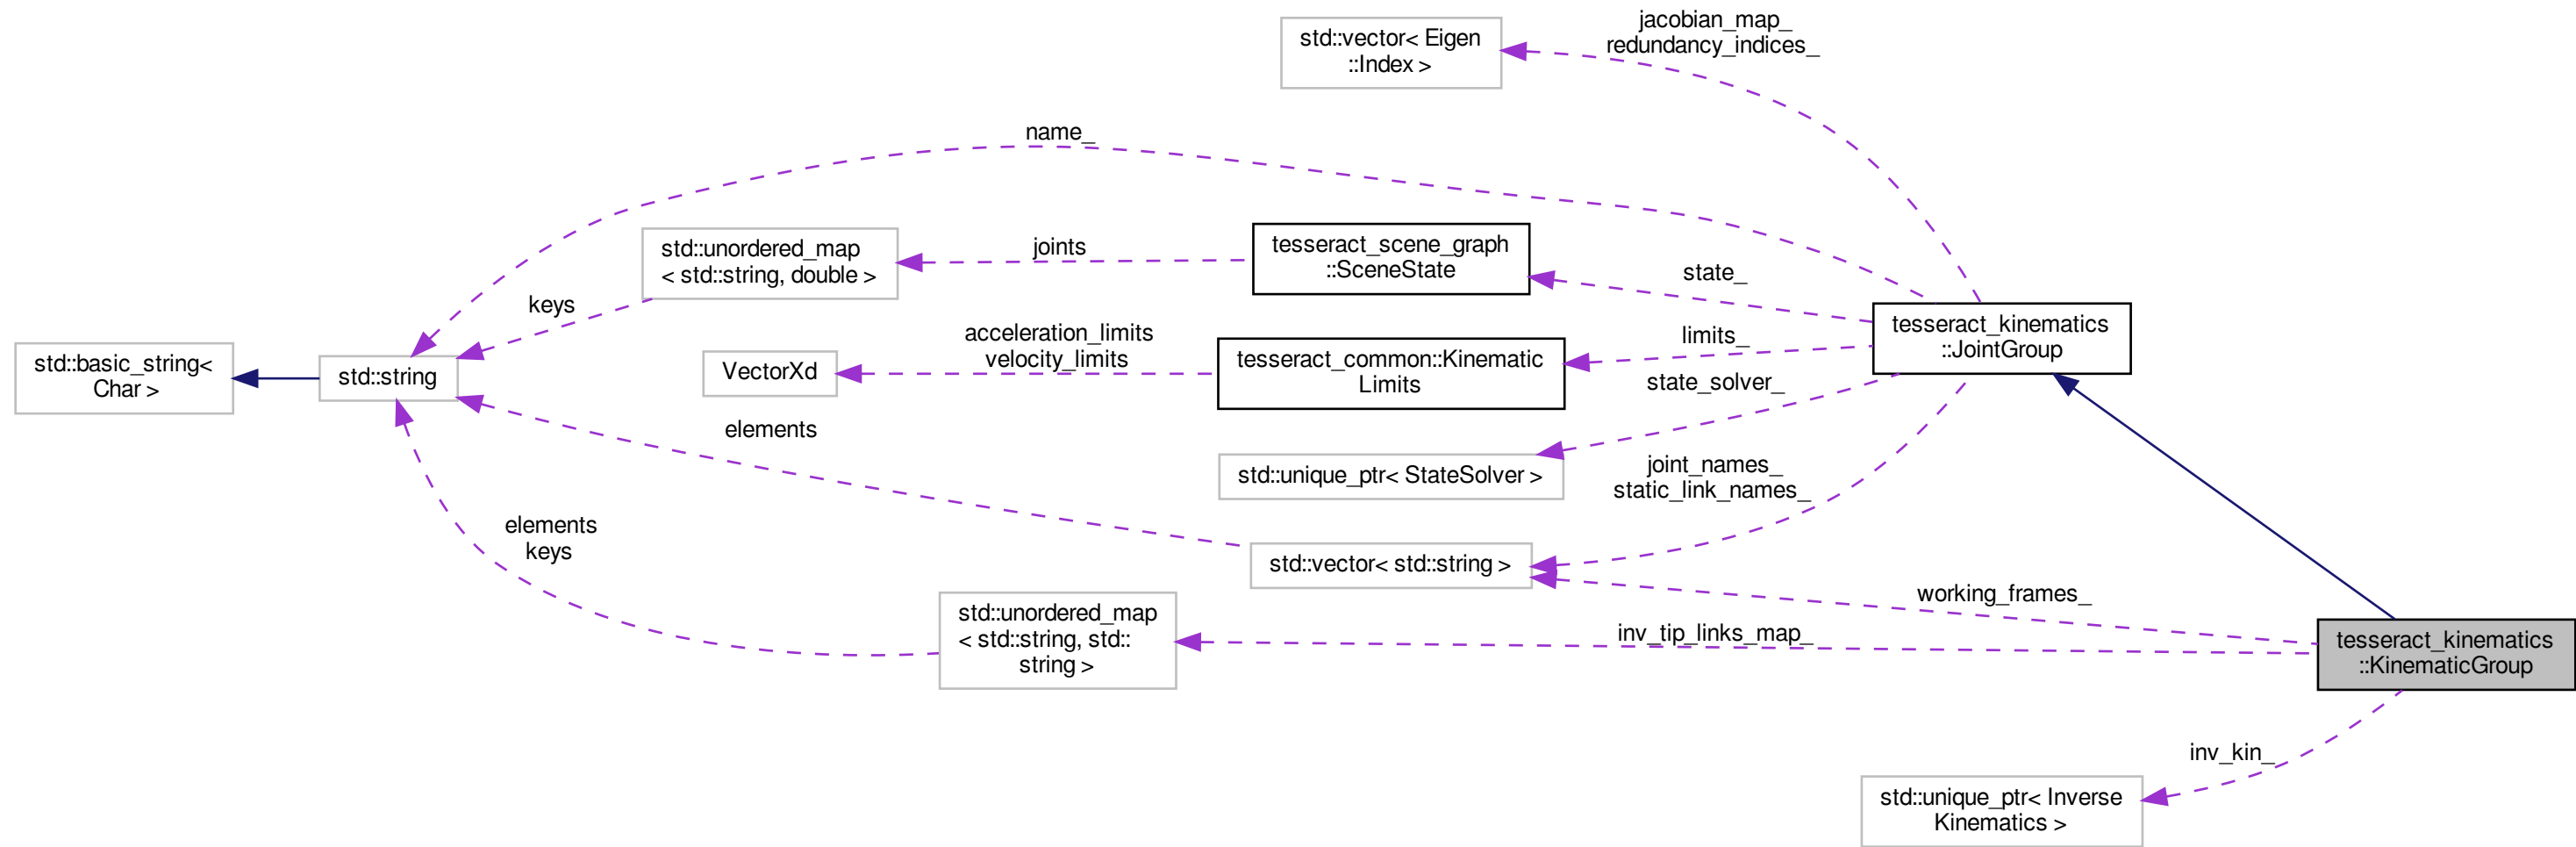 jacobian_map_
redundancy_indices_
std::vector< Eigen
::Index >
name_
std::unordered_map
< std::string, double >
joints
tesseract_scene_graph
::SceneState
state_
keys
acceleration_limits
velocity_limits
tesseract_common::Kinematic
Limits
limits_
tesseract_kinematics
::JointGroup
std::basic_string<
Char >
std::string
VectorXd
state_solver_
elements
std::unique_ptr< StateSolver >
joint_names_
static_link_names_
elements
keys
std::vector< std::string >
working_frames_
std::unordered_map
< std::string, std::
string >
inv_tip_links_map_
tesseract_kinematics
::KinematicGroup
inv_kin_
std::unique_ptr< Inverse
Kinematics >